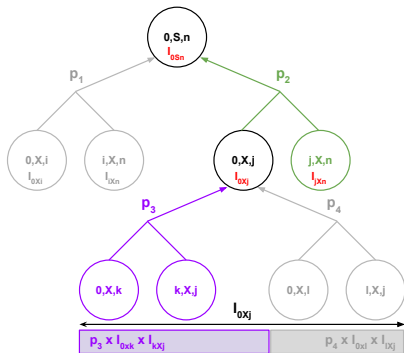 0,S,n
I0Sn
p1
p2
0,X,i
I0Xi
i,X,n
IiXn
0,X,j
I0Xj
j,X,n
IjXn
p3
p4
0,X,k
k,X,j
0,X,l
l,X,j
I0Xj
p3 x I0xk x IkXj
p4 x I0xl x IlXj